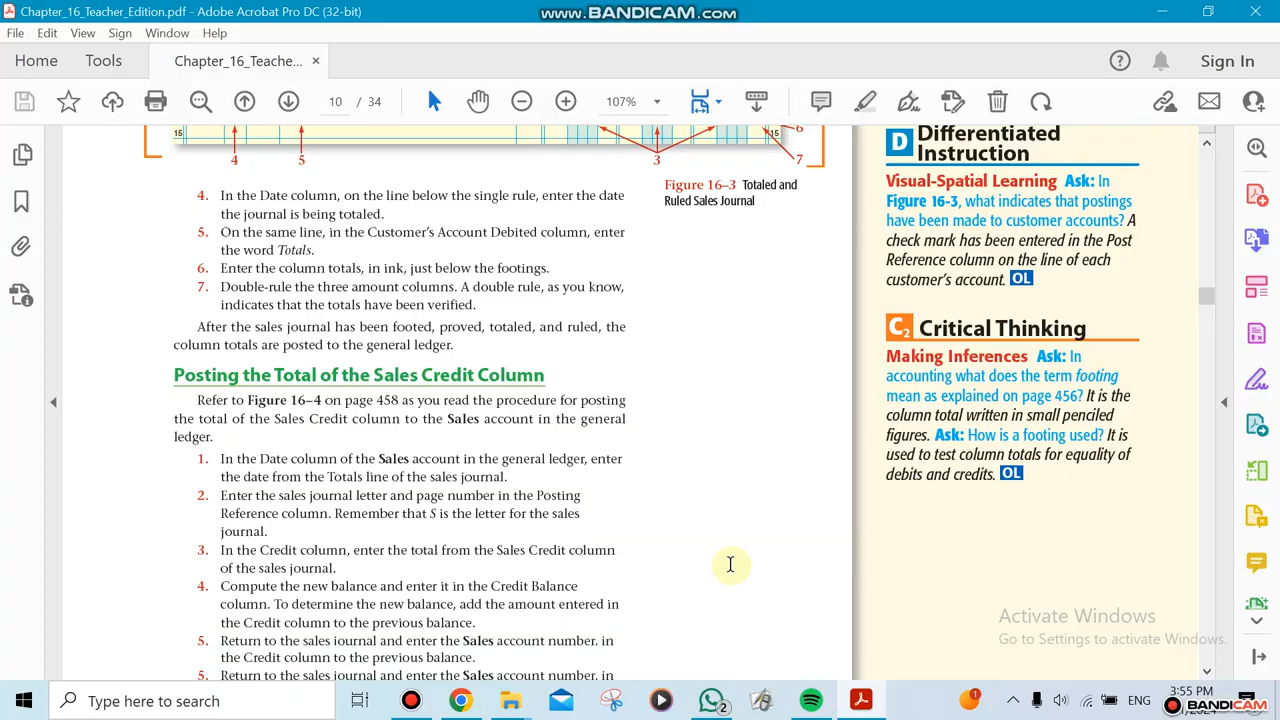 Chapter_16_Teacher_Edition.pdf - Adobe Acrobat Pro DC (32-bit)
www.BANDICAM.com
File Edit View Sign Window Help
Home Tools Chapter_16_Teache... × Sign In
10 / 34 107%
15 15
6
4 5 3 7
Figure 16–3 Totaled and
Ruled Sales Journal
4. In the Date column, on the line below the single rule, enter the date
the journal is being totaled.
5. On the same line, in the Customer's Account Debited column, enter
the word Totals.
6. Enter the column totals, in ink, just below the footings.
7. Double-rule the three amount columns. A double rule, as you know,
indicates that the totals have been verified.
After the sales journal has been footed, proved, totaled, and ruled, the
column totals are posted to the general ledger.
Posting the Total of the Sales Credit Column
Refer to Figure 16–4 on page 458 as you read the procedure for posting
the total of the Sales Credit column to the Sales account in the general
ledger.
1. In the Date column of the Sales account in the general ledger, enter
the date from the Totals line of the sales journal.
2. Enter the sales journal letter and page number in the Posting
Reference column. Remember that S is the letter for the sales
journal.
3. In the Credit column, enter the total from the Sales Credit column
of the sales journal.
4. Compute the new balance and enter it in the Credit Balance
column. To determine the new balance, add the amount entered in
the Credit column to the previous balance.
5. Return to the sales journal and enter the Sales account number. in
the Credit column to the previous balance.
5. Return to the sales journal and enter the Sales account number. in
D Differentiated
Instruction
Visual-Spatial Learning Ask: In
Figure 16-3, what indicates that postings
have been made to customer accounts? A
check mark has been entered in the Post
Reference column on the line of each
customer's account. OL
C2 Critical Thinking
Making Inferences Ask: In
accounting what does the term footing
mean as explained on page 456? It is the
column total written in small penciled
figures. Ask: How is a footing used? It is
used to test column totals for equality of
debits and credits. OL
Activate Windows
Go to Settings to activate Windows.
Type here to search
2
1
ENG
3:55 PM
BANDICAM